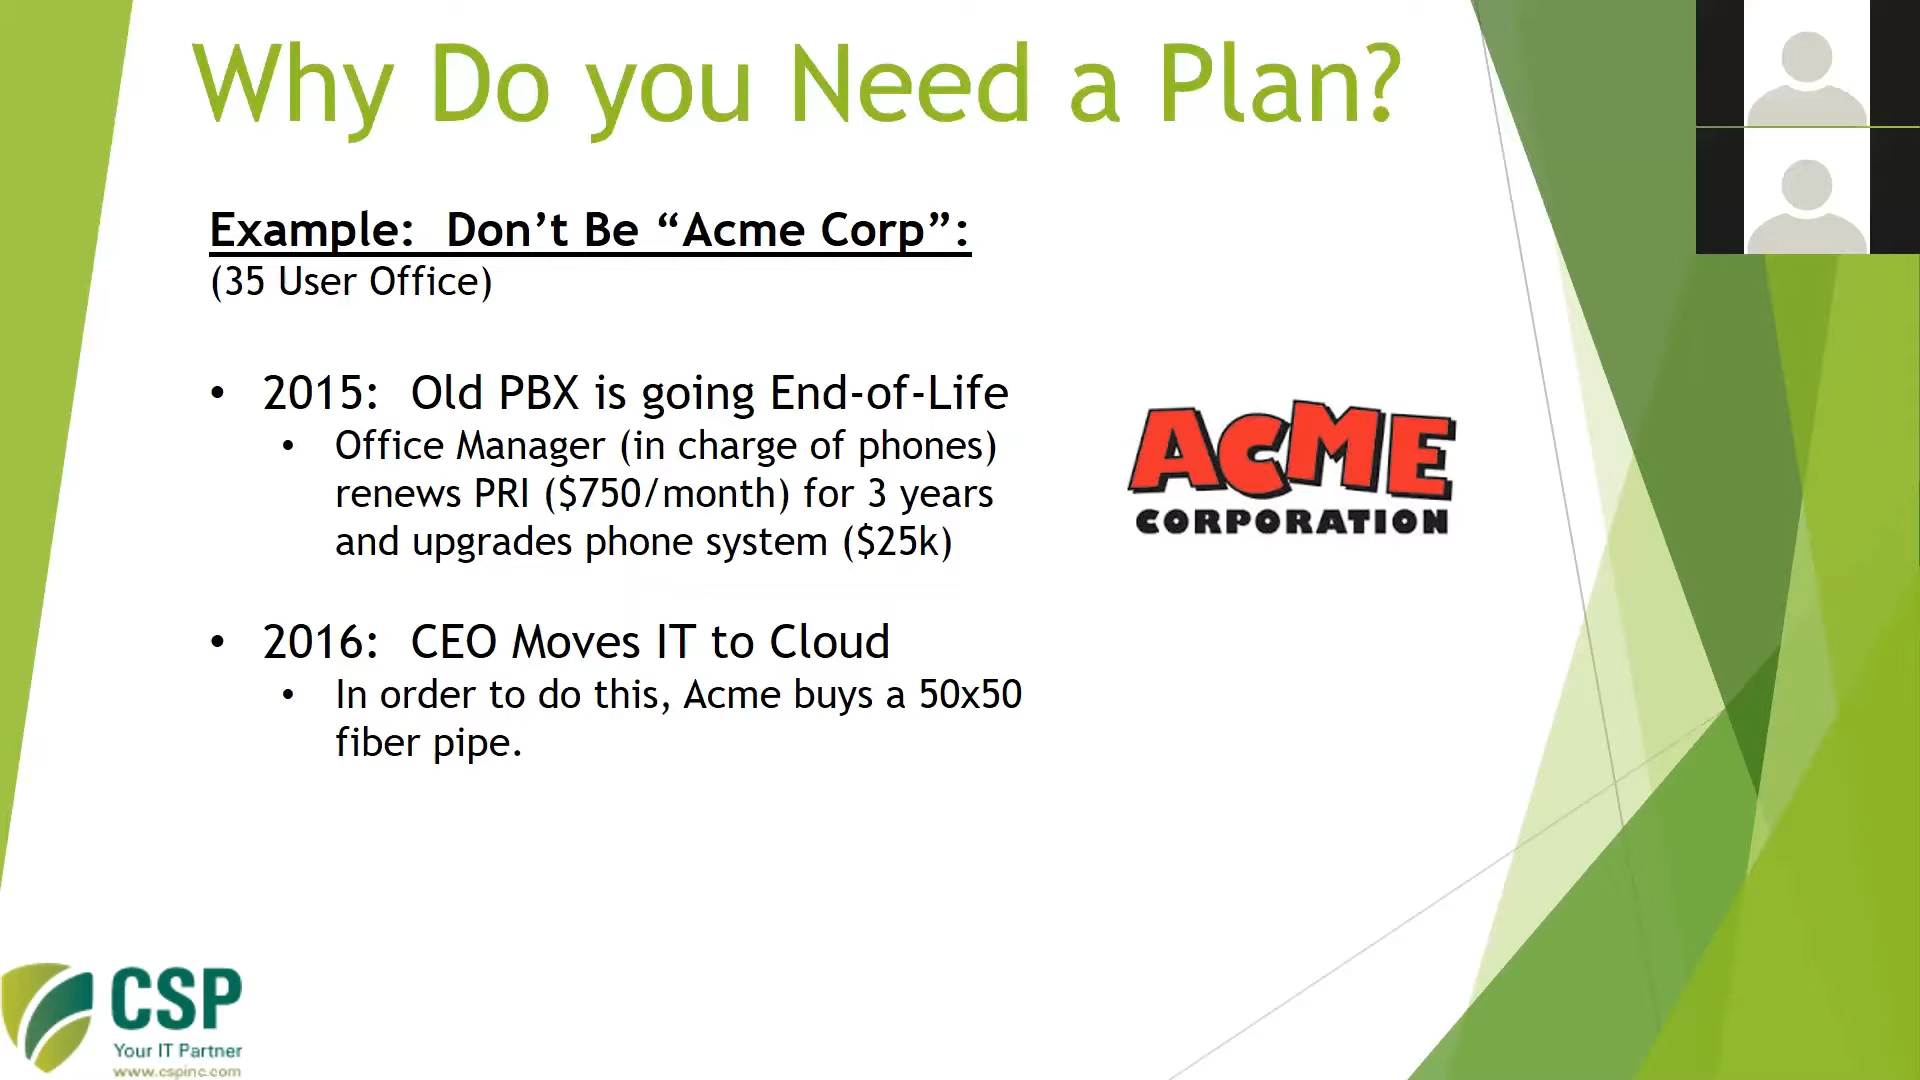 Why Do you Need a Plan?
Example:  Don’t Be “Acme Corp”:
(35 User Office)
• 2015:  Old PBX is going End-of-Life
• Office Manager (in charge of phones)
renews PRI ($750/month) for 3 years
and upgrades phone system ($25k)
• 2016:  CEO Moves IT to Cloud
• In order to do this, Acme buys a 50x50
fiber pipe.
ACME
CORPORATION
CSP
Your IT Partner
www.cspinc.com